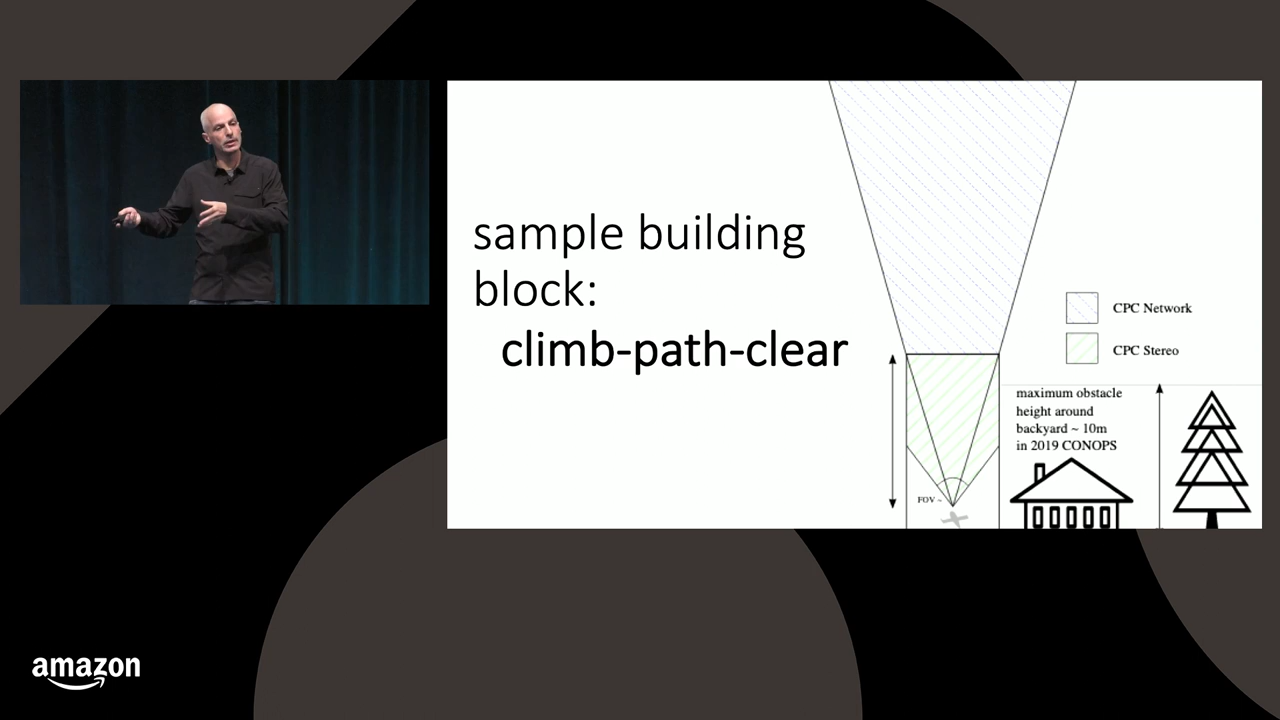 sample building
block:
climb-path-clear
CPC Network
CPC Stereo
maximum obstacle
height around
backyard ~ 10m
in 2019 CONOPS
FOV ~
amazon